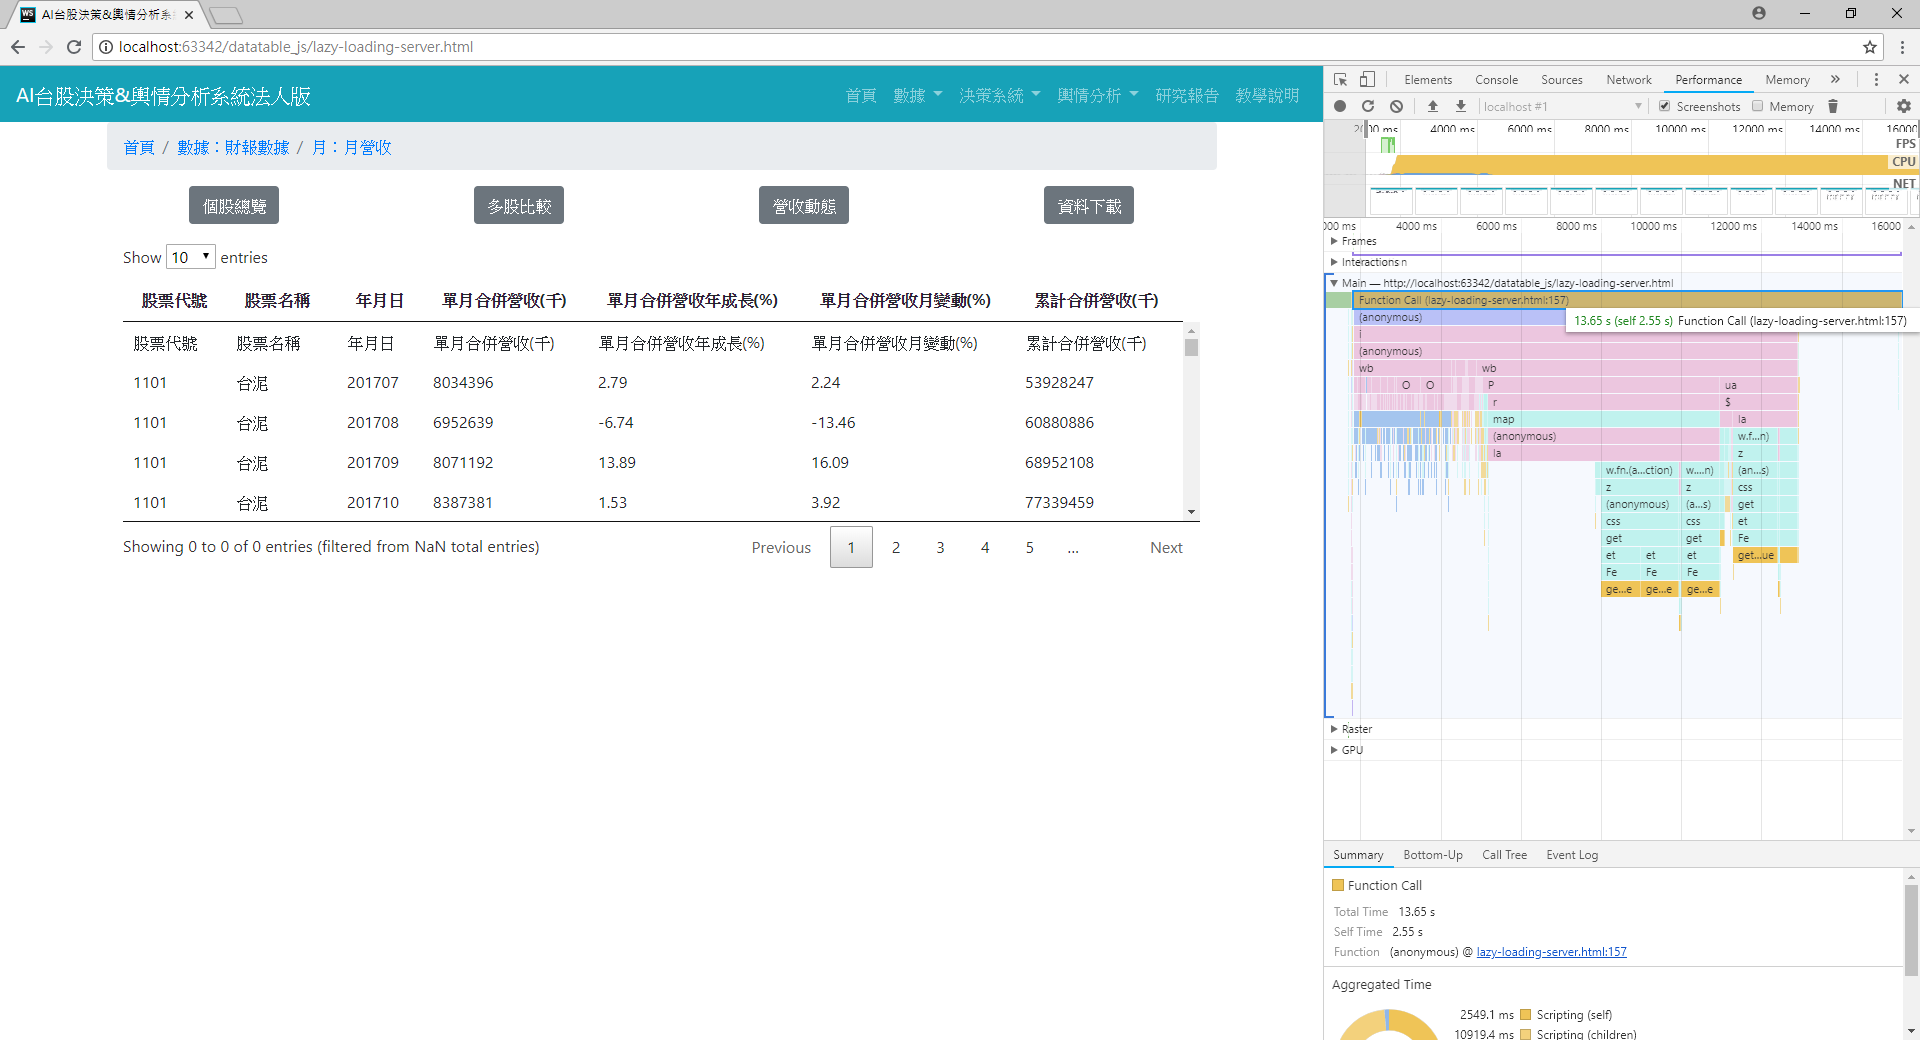 AI台股決策&輿情分析系
localhost:63342/datatable_js/lazy-loading-server.html
AI台股決策&輿情分析系統法人版
首頁 數據 決策系統 輿情分析 研究報告 教學說明
首頁 / 數據：財報數據 / 月：月營收
個股總覽 多股比較 營收動態 資料下載
Show 10 entries
股票代號 股票名稱 年月日 單月合併營收(千) 單月合併營收年成長(%) 單月合併營收月變動(%) 累計合併營收(千)
股票代號 股票名稱 年月日 單月合併營收(千) 單月合併營收年成長(%) 單月合併營收月變動(%) 累計合併營收(千)
1101 台泥 201707 8034396 2.79 2.24 53928247
1101 台泥 201708 6952639 -6.74 -13.46 60880886
1101 台泥 201709 8071192 13.89 16.09 68952108
1101 台泥 201710 8387381 1.53 3.92 77339459
Showing 0 to 0 of 0 entries (filtered from NaN total entries)
Previous 1 2 3 4 5 ... Next
Elements Console Sources Network Performance Memory »
localhost #1 Screenshots Memory
4000 ms 6000 ms 8000 ms 10000 ms 12000 ms 14000 ms 16000
FPS
CPU
NET
000 ms 4000 ms 6000 ms 8000 ms 10000 ms 12000 ms 14000 ms 16000
Frames
Interactions n
Main — http://localhost:63342/datatable_js/lazy-loading-server.html
Function Call (lazy-loading-server.html:157)
(anonymous)
13.65 s (self 2.55 s) Function Call (lazy-loading-server.html:157)
i
(anonymous)
wb wb
O O P ua
r $
map la
(anonymous) w.f...n)
la z
w.fn.(a...ction) w....n) (an...s)
z z css
(anonymous) (a...s) get
css css et
get get Fe
et et et get...ue
Fe Fe Fe
ge...e ge...e ge...e
Raster
GPU
Summary Bottom-Up Call Tree Event Log
Function Call
Total Time 13.65 s
Self Time 2.55 s
Function (anonymous) @ lazy-loading-server.html:157
Aggregated Time
2549.1 ms Scripting (self)
10919.4 ms Scripting (children)